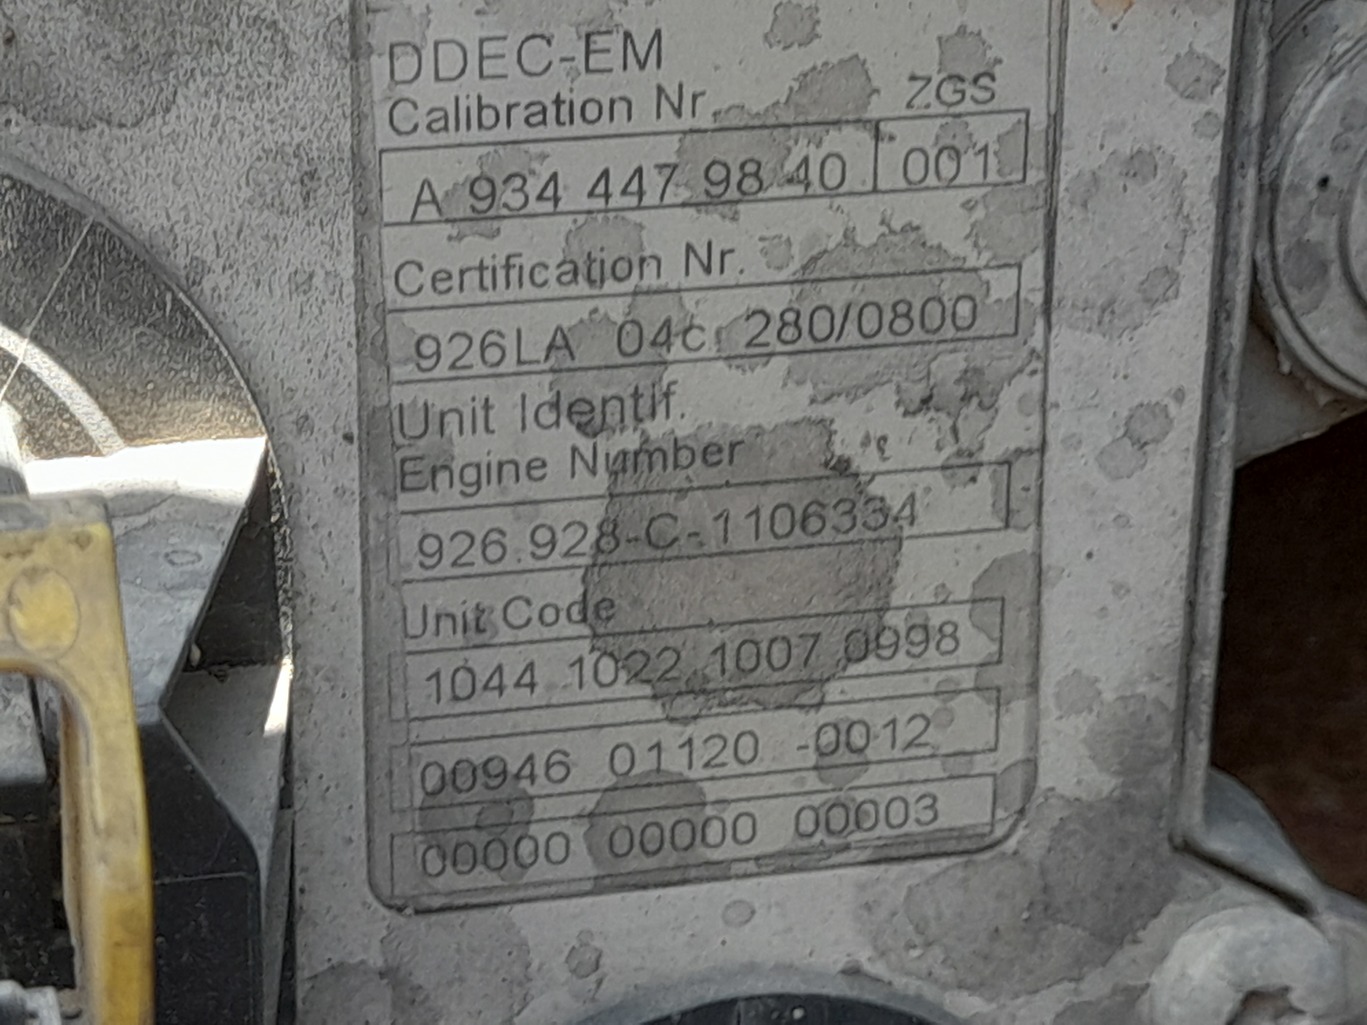 DDEC-EM
Calibration Nr. ZGS
A 934 447 98 40 001
Certification Nr.
926LA 04c 280/0800
Unit Identif.
Engine Number
926.928-C-1106334
Unit Code
1044 1022 1007 0998
00946 01120 -0012
00000 00000 00003